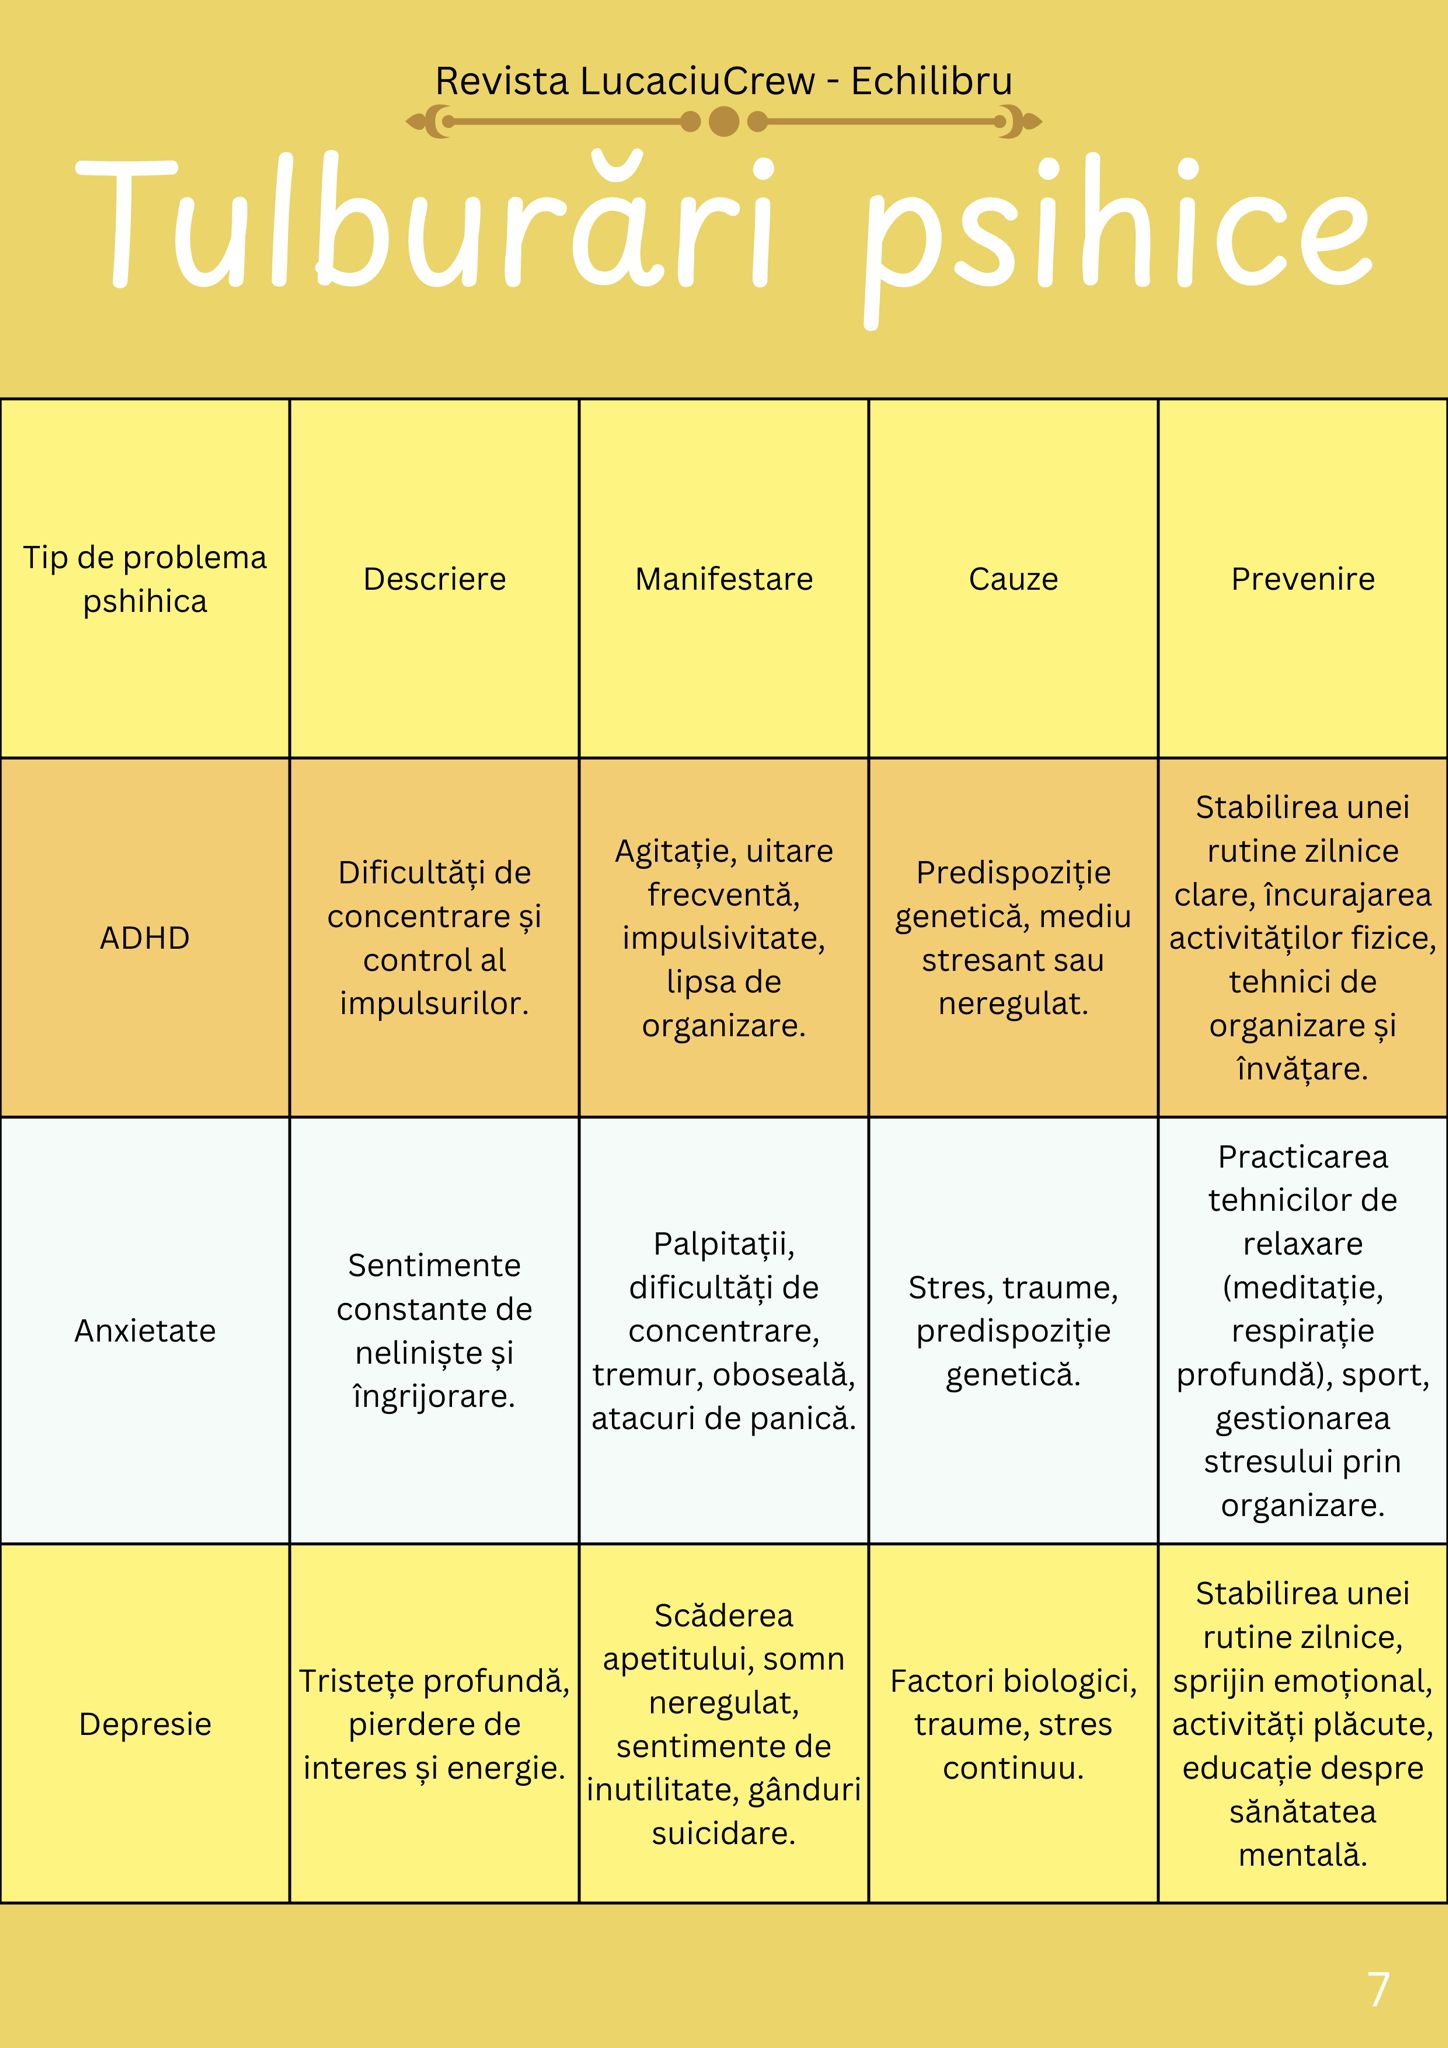 Revista LucaciuCrew - Echilibru
Tulburări psihice
Tip de problema
pshihica
Descriere
Manifestare
Cauze
Prevenire
ADHD
Dificultăți de
concentrare și
control al
impulsurilor.
Agitație, uitare
frecventă,
impulsivitate,
lipsa de
organizare.
Predispoziție
genetică, mediu
stresant sau
neregulat.
Stabilirea unei
rutine zilnice
clare, încurajarea
activităților fizice,
tehnici de
organizare și
învățare.
Anxietate
Sentimente
constante de
neliniște și
îngrijorare.
Palpitații,
dificultăți de
concentrare,
tremur, oboseală,
atacuri de panică.
Stres, traume,
predispoziție
genetică.
Practicarea
tehnicilor de
relaxare
(meditație,
respirație
profundă), sport,
gestionarea
stresului prin
organizare.
Depresie
Tristețe profundă,
pierdere de
interes și energie.
Scăderea
apetitului, somn
neregulat,
sentimente de
inutilitate, gânduri
suicidare.
Factori biologici,
traume, stres
continuu.
Stabilirea unei
rutine zilnice,
sprijin emoțional,
activități plăcute,
educație despre
sănătatea
mentală.
7